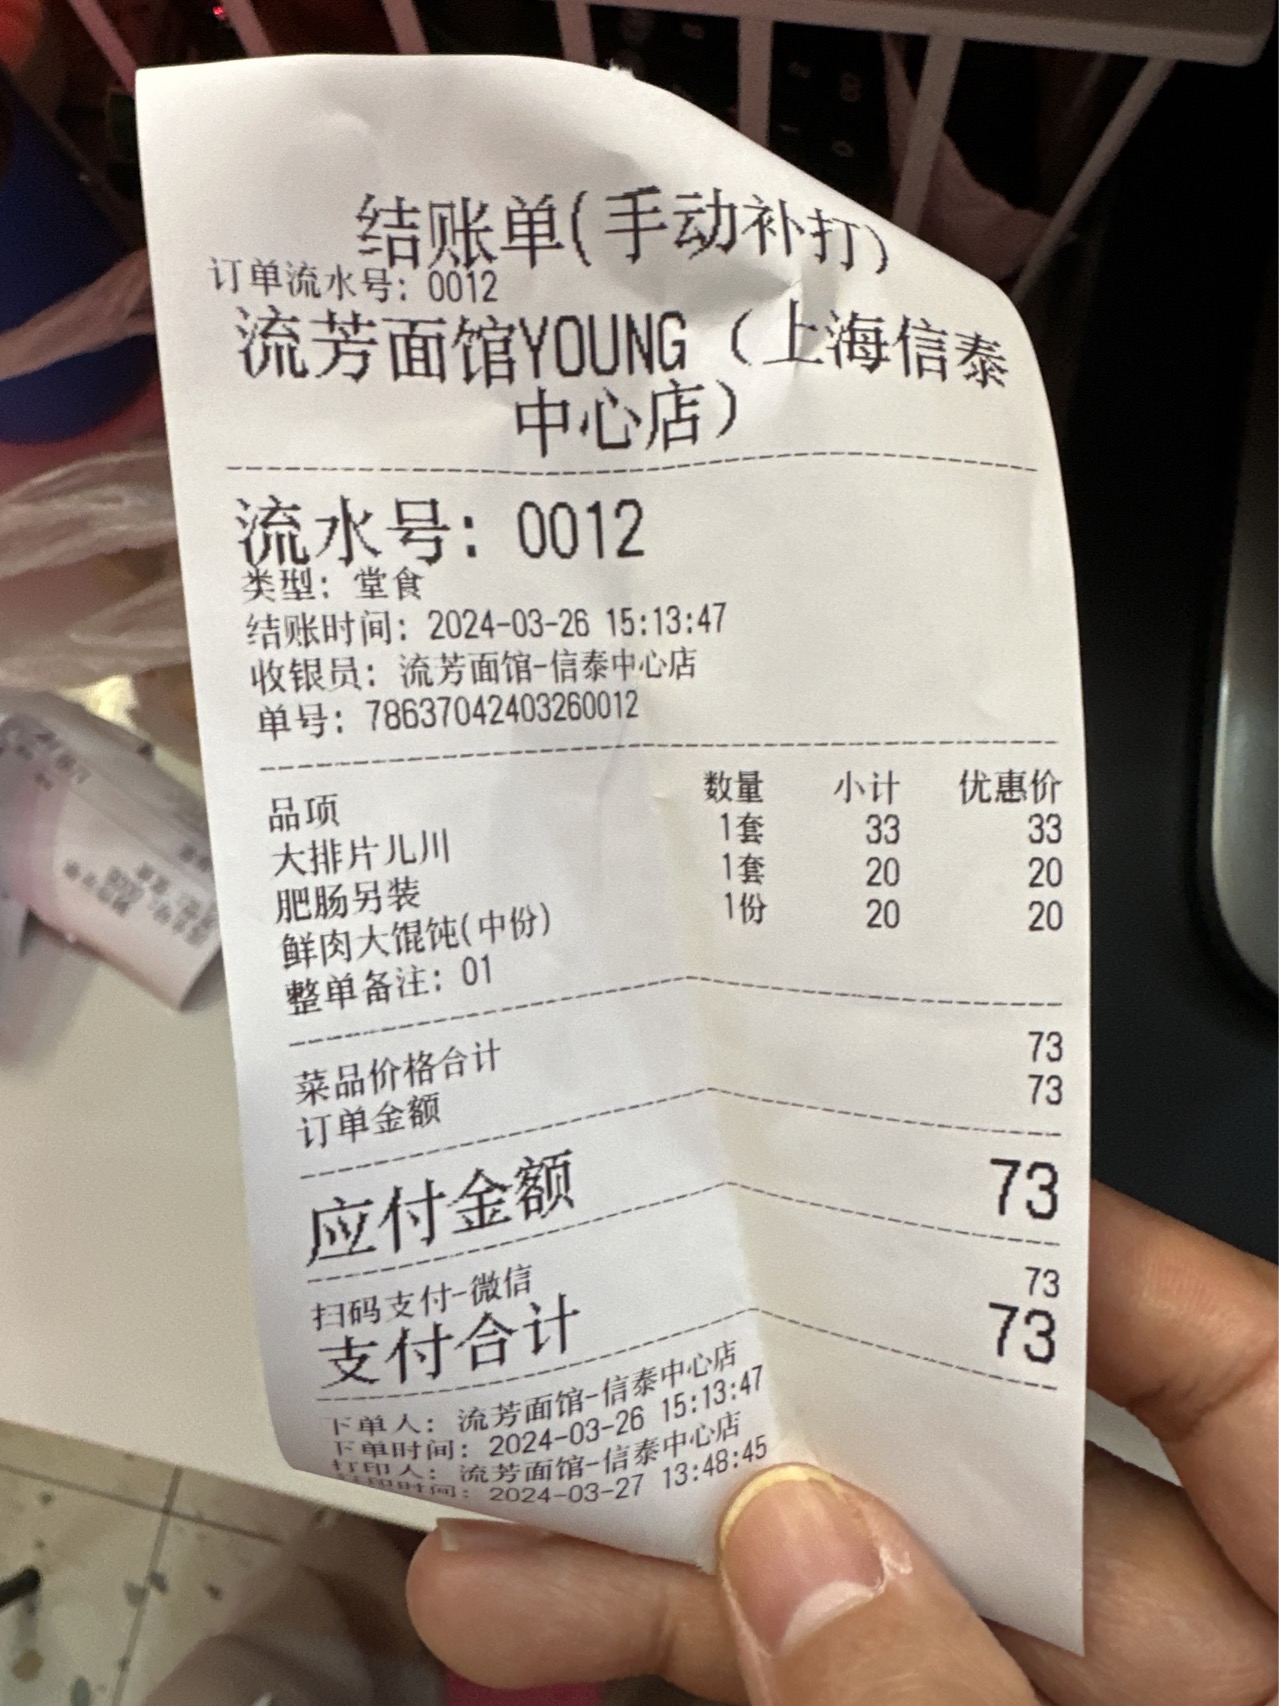 结账单(手动补打)
订单流水号: 0012
流芳面馆YOUNG（上海信泰
中心店）
流水号: 0012
类型: 堂食
结账时间: 2024-03-26 15:13:47
收银员: 流芳面馆-信泰中心店
单号: 78637042403260012
品项 数量 小计 优惠价
大排片儿川 1套 33 33
肥肠另装 1套 20 20
鲜肉大馄饨(中份) 1份 20 20
整单备注: 01
菜品价格合计 73
订单金额 73
应付金额 73
扫码支付-微信 73
支付合计 73
下单人: 流芳面馆-信泰中心店
下单时间: 2024-03-26 15:13:47
打印人: 流芳面馆-信泰中心店
打印时间: 2024-03-27 13:48:45